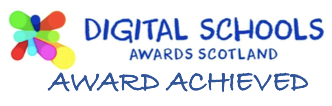 DIGITAL SCHOOLS
AWARDS SCOTLAND
AWARD ACHIEVED